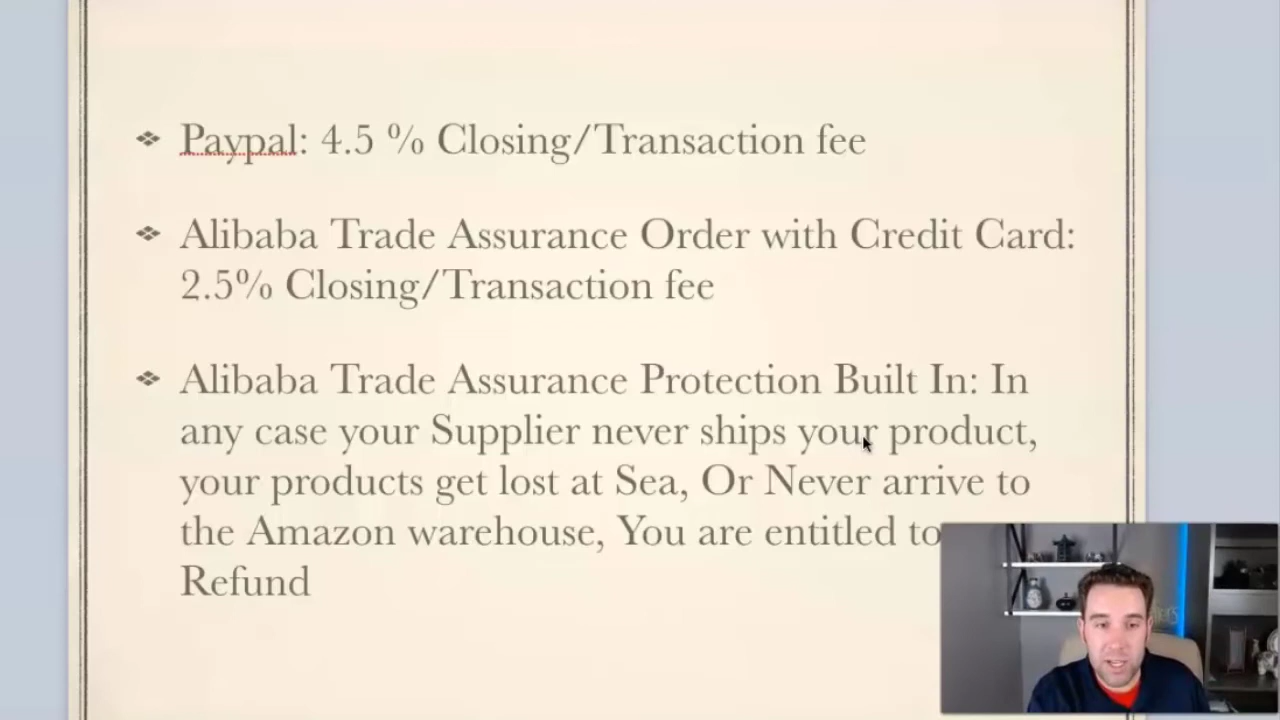 Paypal: 4.5 % Closing/Transaction fee
Alibaba Trade Assurance Order with Credit Card:
2.5% Closing/Transaction fee
Alibaba Trade Assurance Protection Built In: In
any case your Supplier never ships your product,
your products get lost at Sea, Or Never arrive to
the Amazon warehouse, You are entitled to
Refund